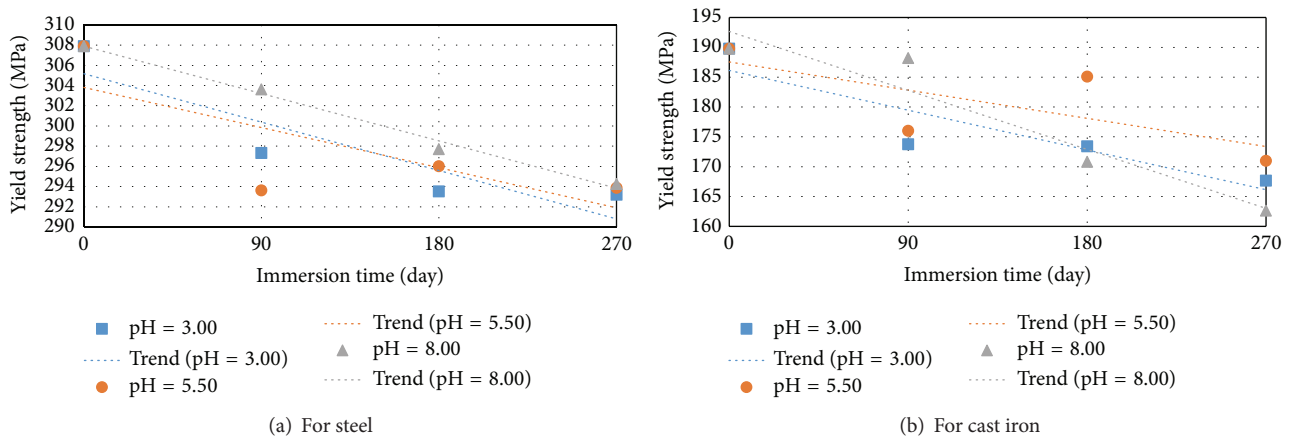 Yield strength (MPa)
310
308
306
304
302
300
298
296
294
292
290
0
90
180
270
Immersion time (day)
pH = 3.00
Trend (pH = 3.00)
pH = 5.50
Trend (pH = 5.50)
pH = 8.00
Trend (pH = 8.00)
(a) For steel
Yield strength (MPa)
195
190
185
180
175
170
165
160
0
90
180
270
Immersion time (day)
pH = 3.00
Trend (pH = 3.00)
pH = 5.50
Trend (pH = 5.50)
pH = 8.00
Trend (pH = 8.00)
(b) For cast iron